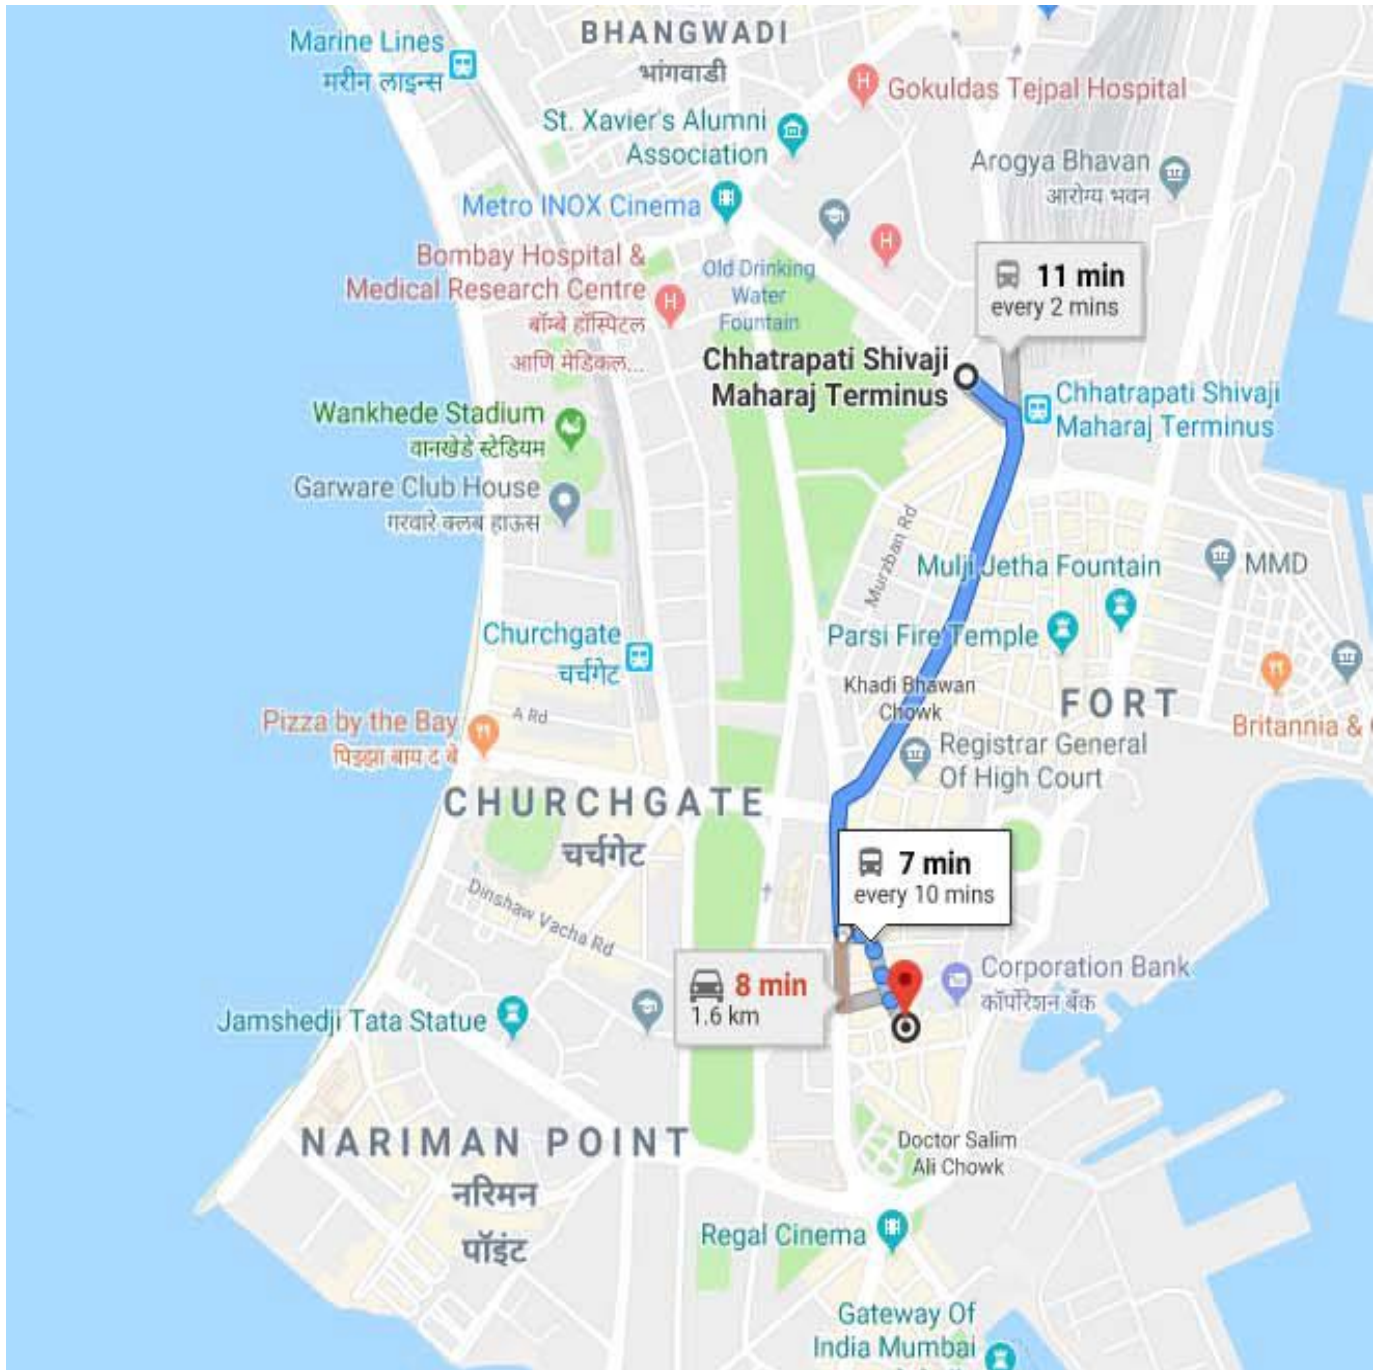 BHANGWADI
भांगवाडी
Marine Lines
मरीन लाइन्स
Gokuldas Tejpal Hospital
St. Xavier's Alumni
Association
Arogya Bhavan
आरोग्य भवन
Metro INOX Cinema
Bombay Hospital &
Medical Research Centre
बॉम्बे हॉस्पिटल
आणि मेडिकल...
Old Drinking
Water
Fountain
11 min
every 2 mins
Chhatrapati Shivaji
Maharaj Terminus
Chhatrapati Shivaji
Maharaj Terminus
Wankhede Stadium
वानखेडे स्टेडियम
Garware Club House
गरवारे क्लब हाऊस
Murzban Rd
Mulji Jetha Fountain
MMD
Parsi Fire Temple
Churchgate
चर्चगेट
Khadi Bhawan
Chowk
FORT
A Rd
Pizza by the Bay
पिझ्झा बाय द बे
Britannia &
Registrar General
Of High Court
CHURCHGATE
चर्चगेट
7 min
every 10 mins
Dinshaw Vacha Rd
8 min
1.6 km
Corporation Bank
कॉर्पोरेशन बँक
Jamshedji Tata Statue
NARIMAN POINT
नरिमन
पॉइंट
Doctor Salim
Ali Chowk
Regal Cinema
Gateway Of
India Mumbai